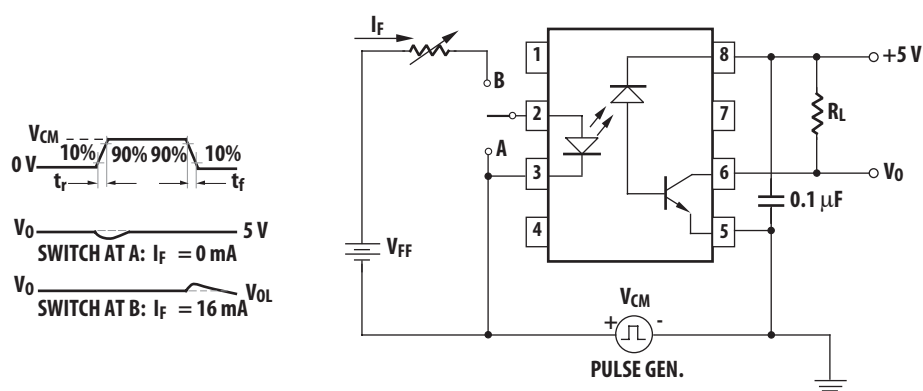 I_F
B
A
1
2
3
4
8
7
6
5
+5 V
R_L
V_O
0.1 μF
V_FF
V_CM
+ -
PULSE GEN.
V_CM
0 V
10% 90% 90% 10%
t_r t_f
V_O 5 V
SWITCH AT A: I_F = 0 mA
V_O V_OL
SWITCH AT B: I_F = 16 mA